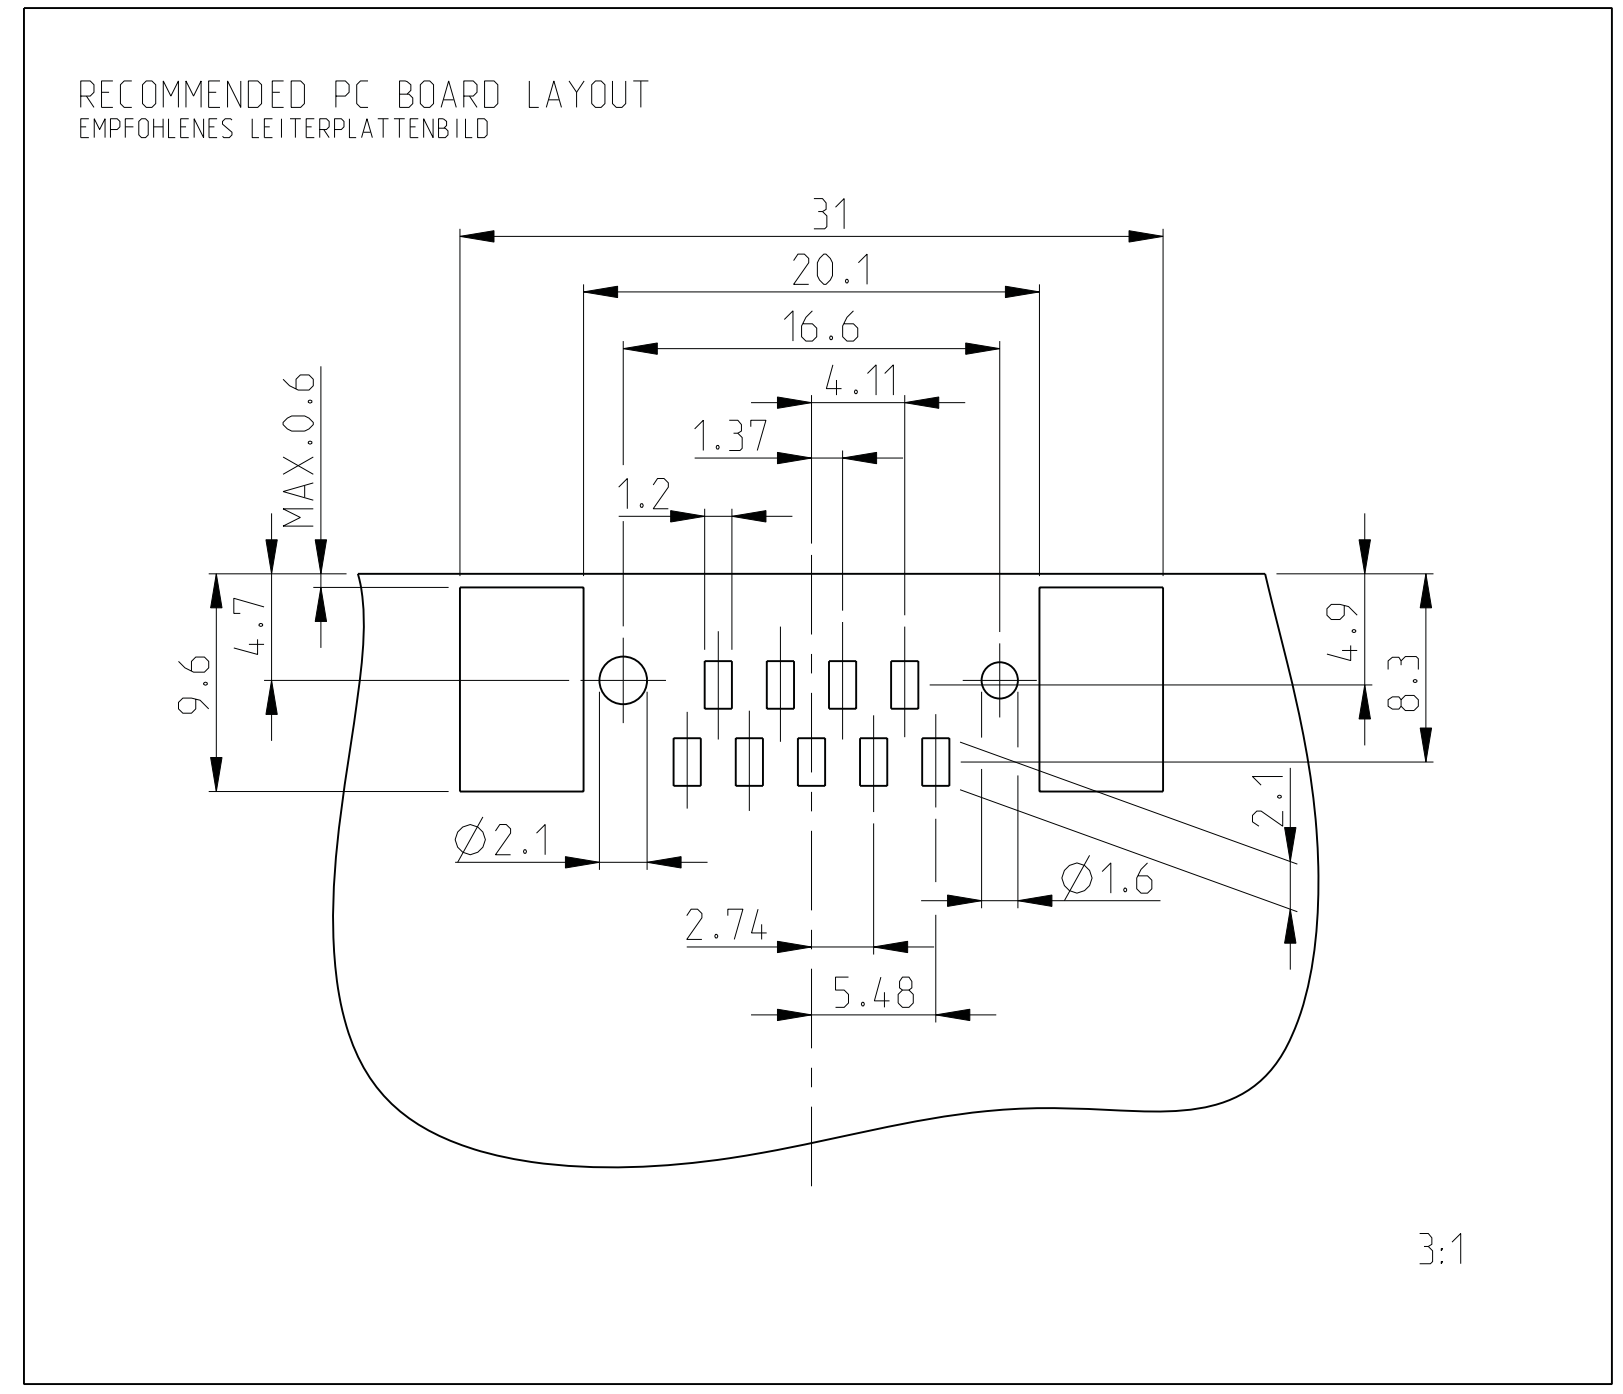 RECOMMENDED PC BOARD LAYOUT
EMPFOHLENES LEITERPLATTENBILD
31
20.1
16.6
4.11
1.37
1.2
MAX.0.6
4.7
9.6
4.9
8.3
2.1
Ø2.1
Ø1.6
2.74
5.48
3:1